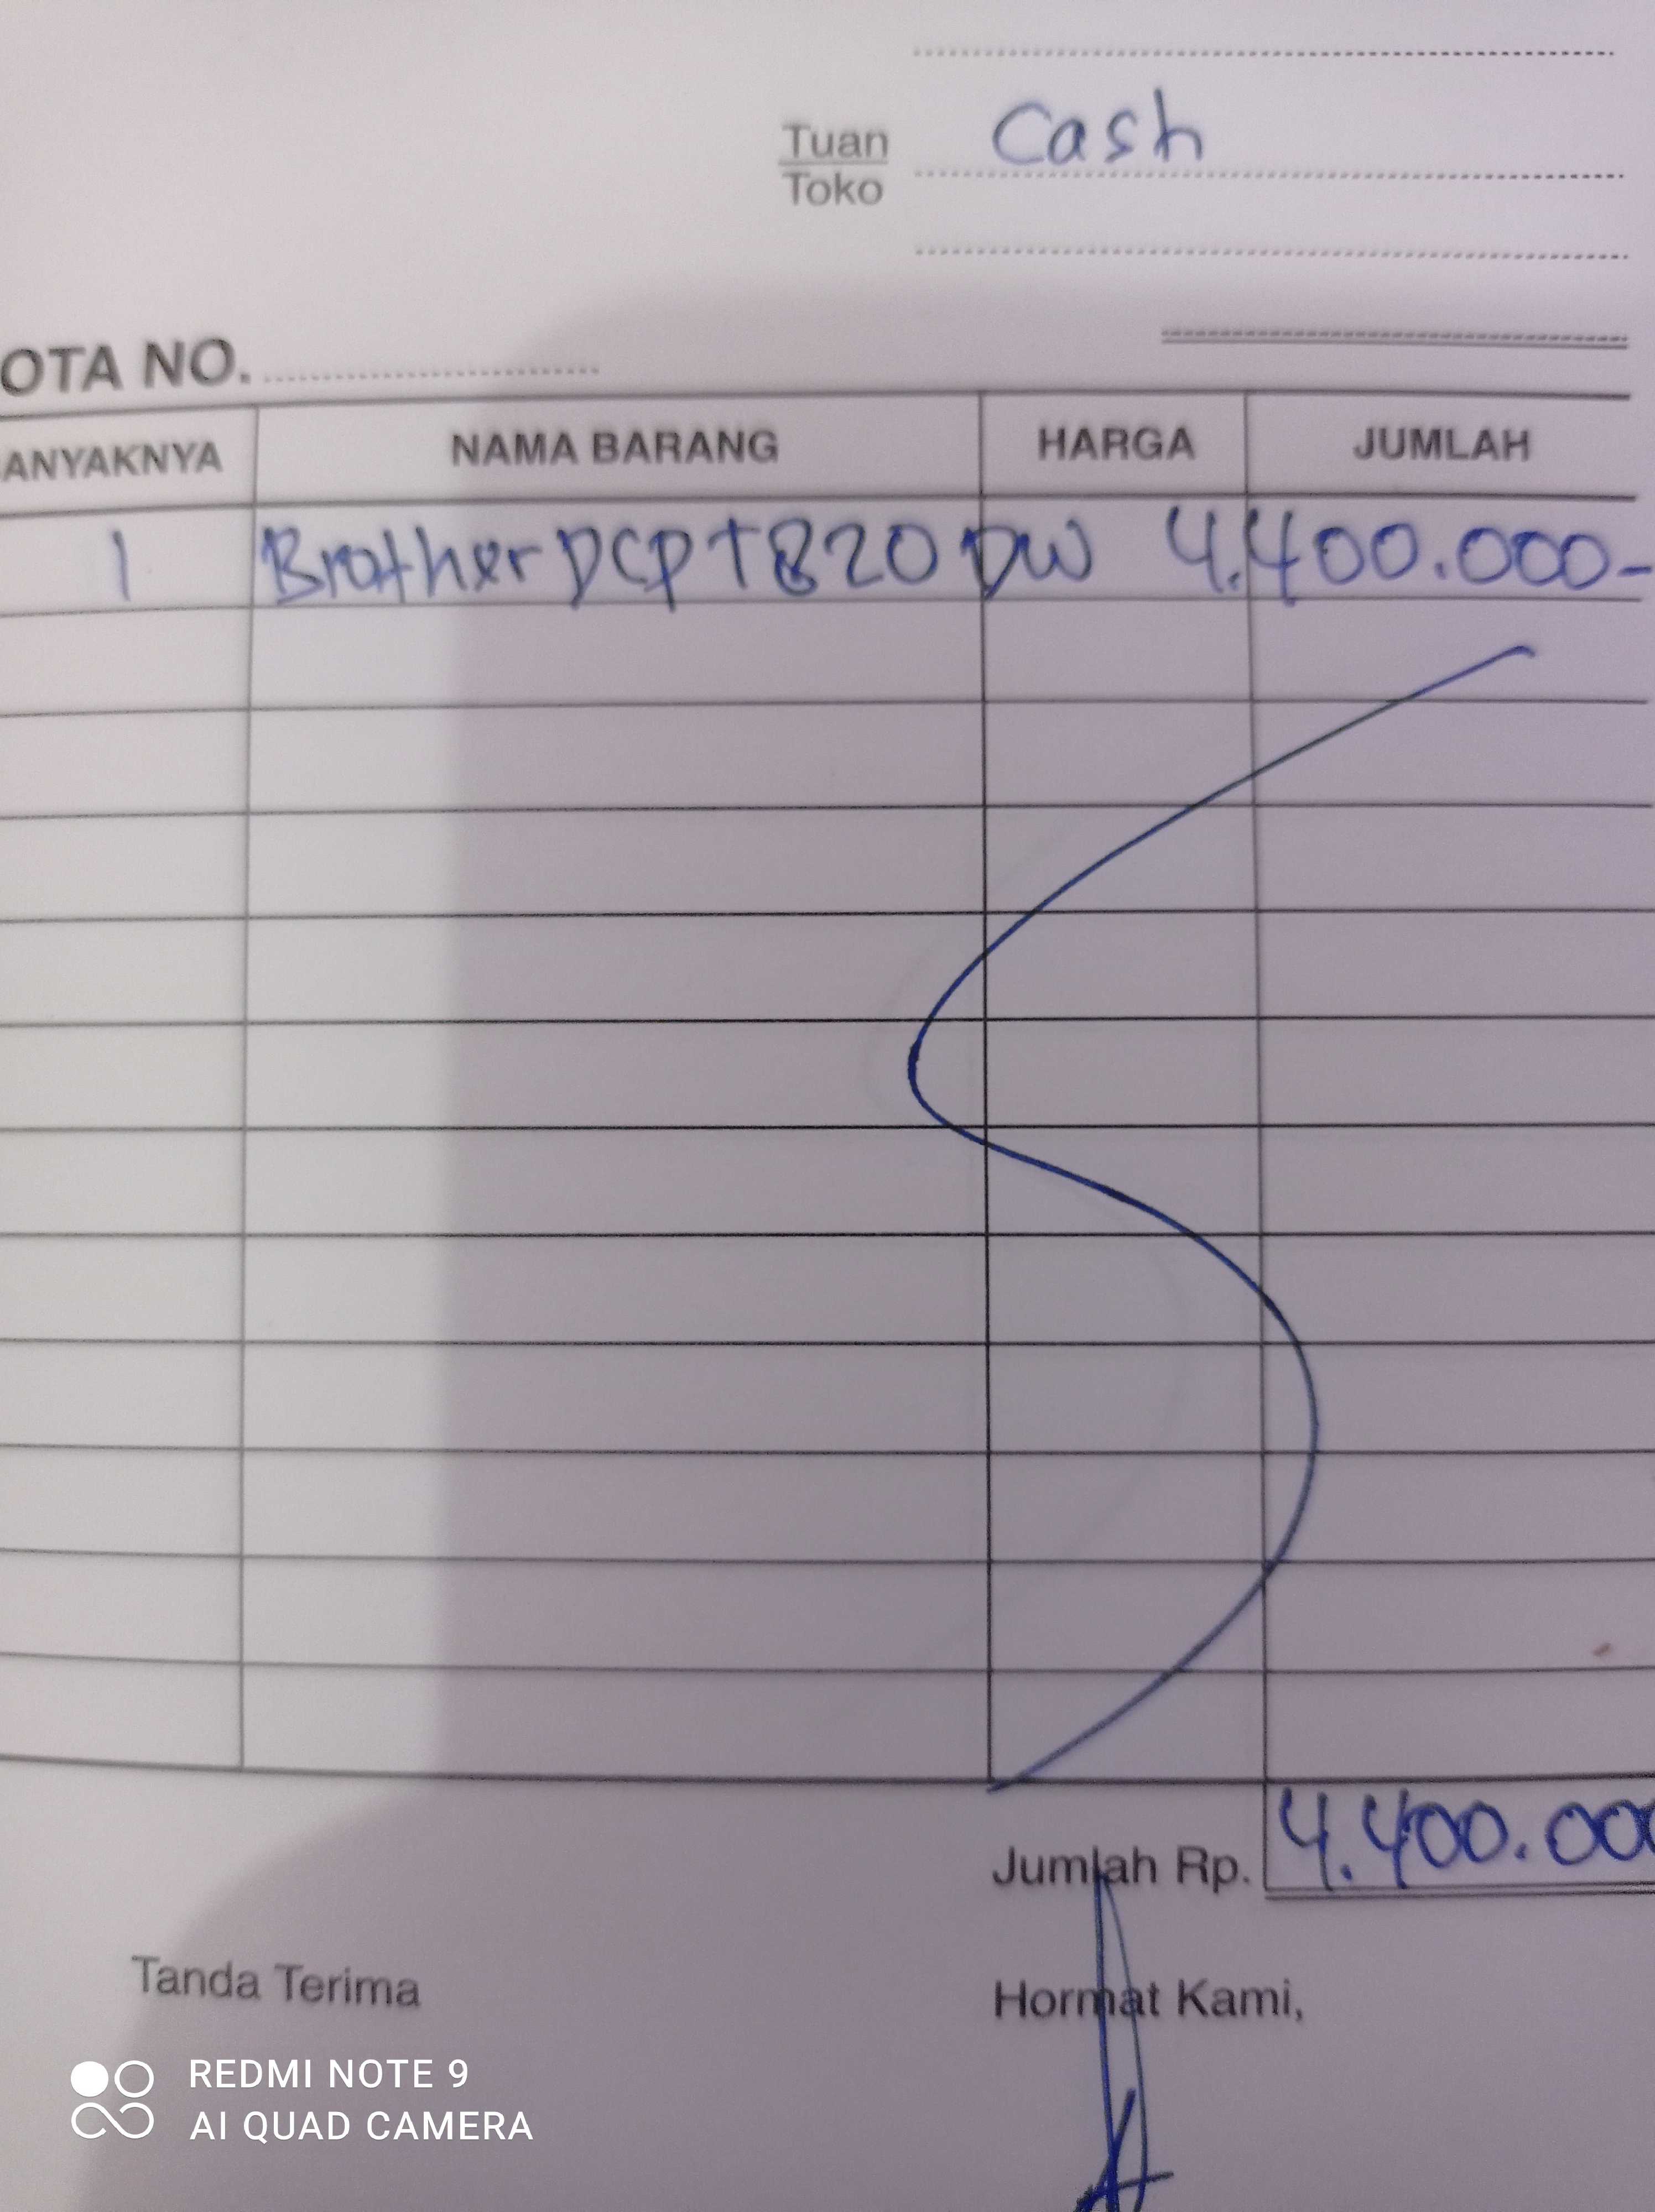 Cash
Tuan
Toko
OTA NO.
ANYAKNYA NAMA BARANG HARGA JUMLAH
1 Brother DCP T820 DW 4.400.000-
Jumlah Rp. 4.400.000
Tanda Terima Hormat Kami,
REDMI NOTE 9
AI QUAD CAMERA